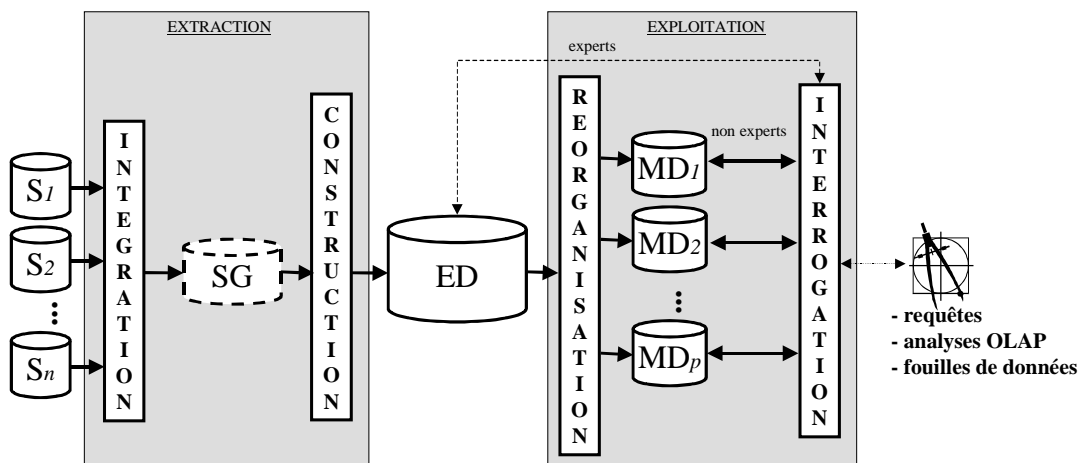 EXTRACTION
EXPLOITATION
experts
S1
S2
Sn
INTEGRATION
SG
CONSTRUCTION
ED
REORGANISATION
non experts
MD1
MD2
MDp
INTERROGATION
- requêtes
- analyses OLAP
- fouilles de données